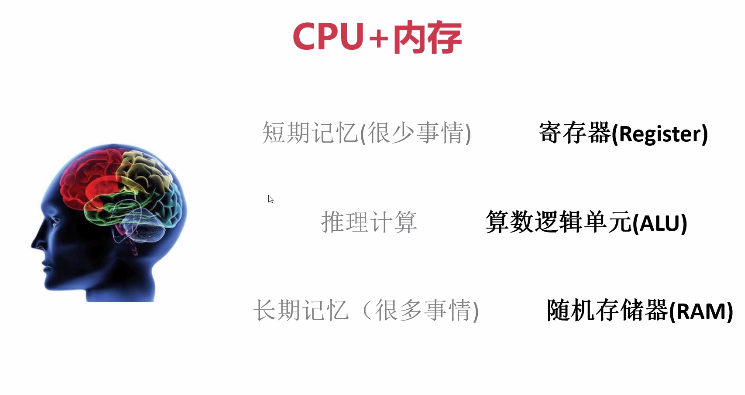 CPU+内存
短期记忆(很少事情) 寄存器(Register)
推理计算 算数逻辑单元(ALU)
长期记忆（很多事情) 随机存储器(RAM)